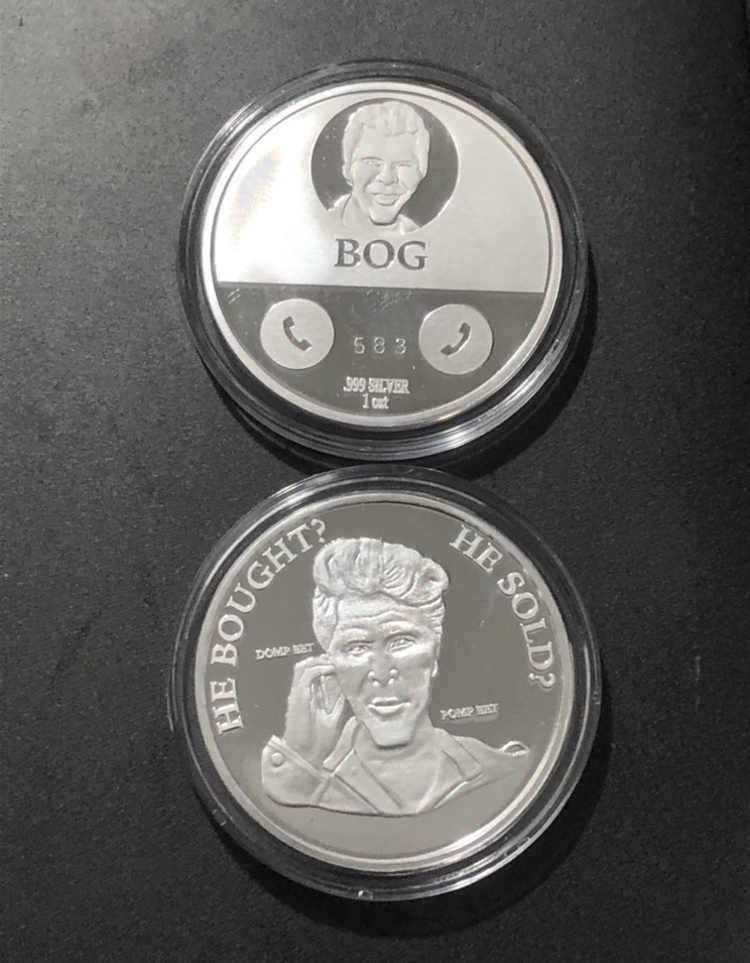 BOG
583
.999 SILVER
1 ozt
HE BOUGHT?
HE SOLD?
DOMP EET
POMP EET